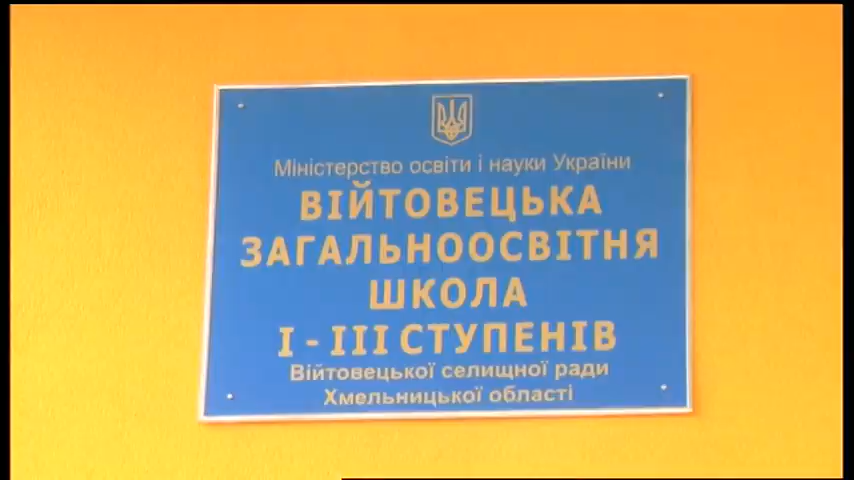 Міністерство освіти і науки України
ВІЙТОВЕЦЬКА
ЗАГАЛЬНООСВІТНЯ
ШКОЛА
І - ІІІ СТУПЕНІВ
Війтовецької селищної ради
Хмельницької області